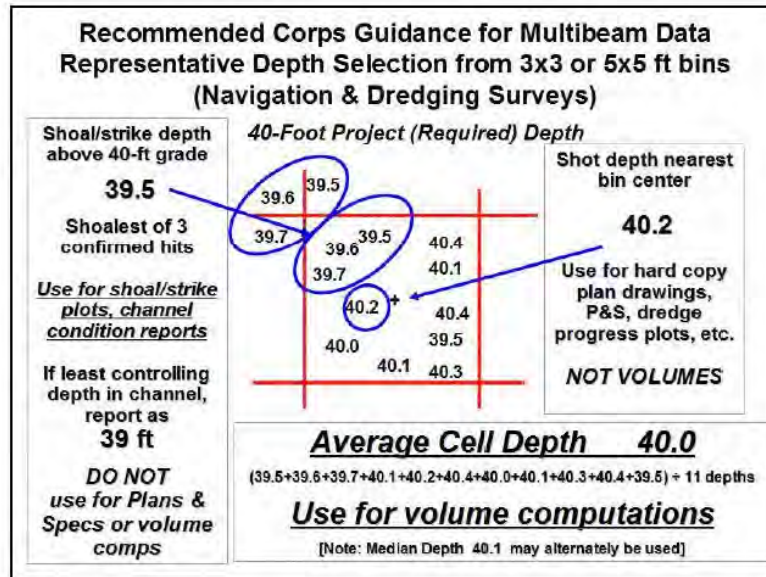 Recommended Corps Guidance for Multibeam Data
Representative Depth Selection from 3x3 or 5x5 ft bins
(Navigation & Dredging Surveys)
Shoal/strike depth
above 40-ft grade
39.5
Shoalest of 3
confirmed hits
Use for shoal/strike
plots, channel
condition reports
If least controlling
depth in channel,
report as
39 ft
DO NOT
use for Plans &
Specs or volume
comps
40-Foot Project (Required) Depth
39.6 39.5
39.7
39.6 39.5
39.7
40.4
40.1
40.2 +
40.4
40.0
39.5
40.1
40.3
Shot depth nearest
bin center
40.2
Use for hard copy
plan drawings,
P&S, dredge
progress plots, etc.
NOT VOLUMES
Average Cell Depth 40.0
(39.5+39.6+39.7+40.1+40.2+40.4+40.0+40.1+40.3+40.4+39.5) ÷ 11 depths
Use for volume computations
[Note: Median Depth 40.1 may alternately be used]